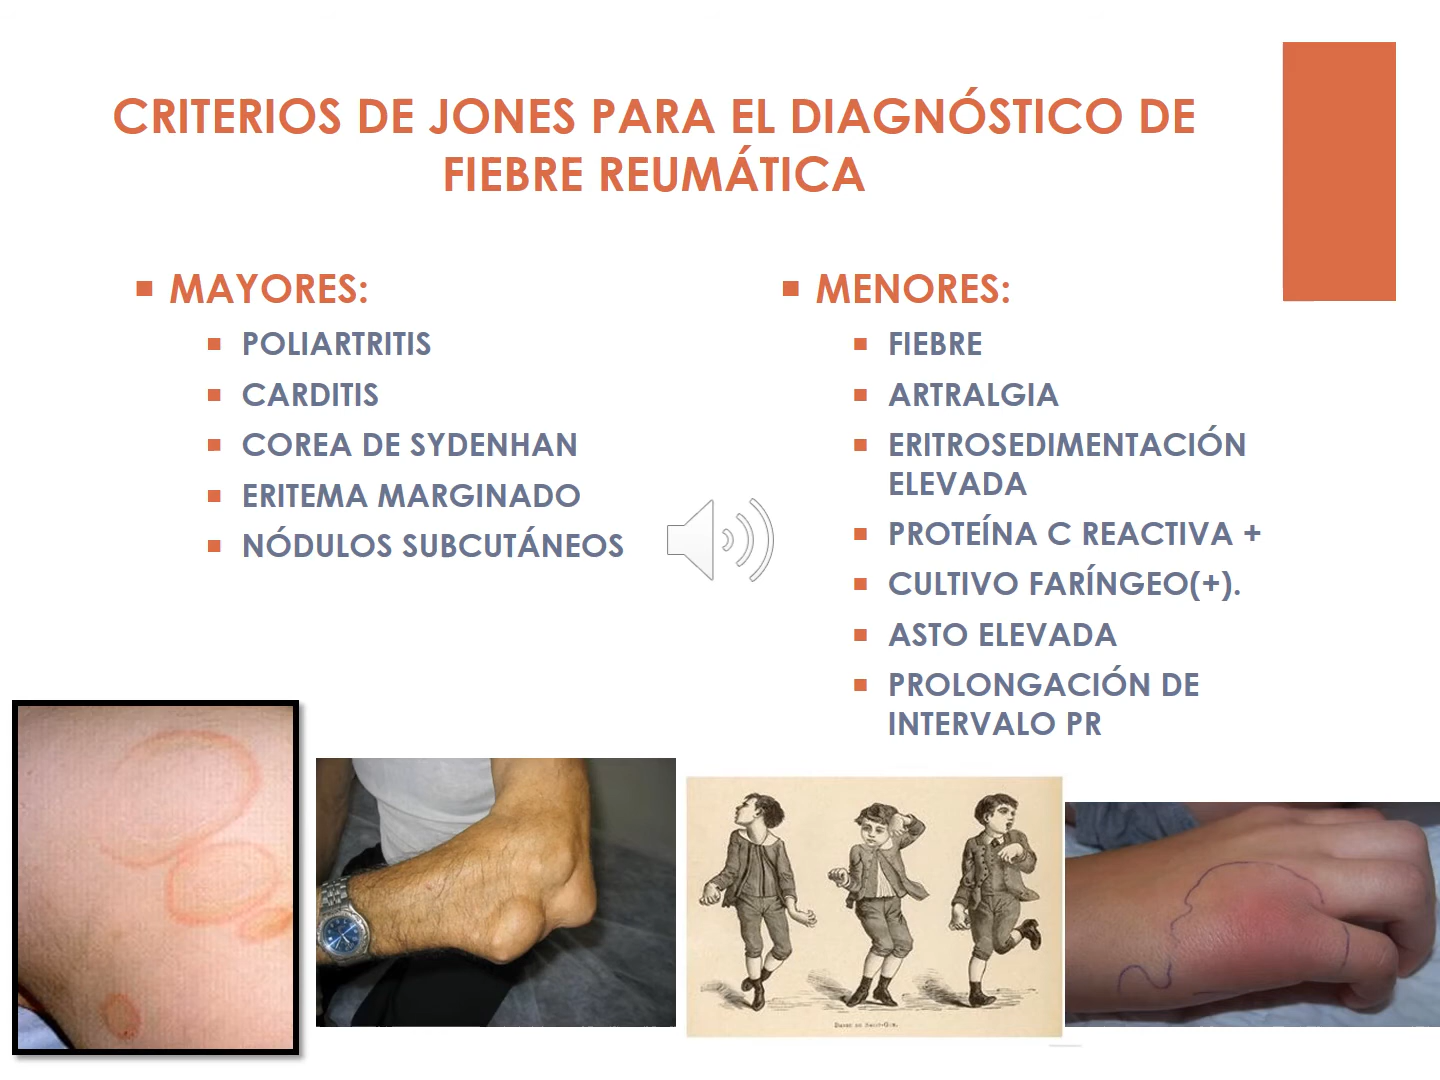 CRITERIOS DE JONES PARA EL DIAGNÓSTICO DE
FIEBRE REUMÁTICA
MAYORES:
POLIARTRITIS
CARDITIS
COREA DE SYDENHAN
ERITEMA MARGINADO
NÓDULOS SUBCUTÁNEOS
MENORES:
FIEBRE
ARTRALGIA
ERITROSEDIMENTACIÓN
ELEVADA
PROTEÍNA C REACTIVA +
CULTIVO FARÍNGEO(+).
ASTO ELEVADA
PROLONGACIÓN DE
INTERVALO PR